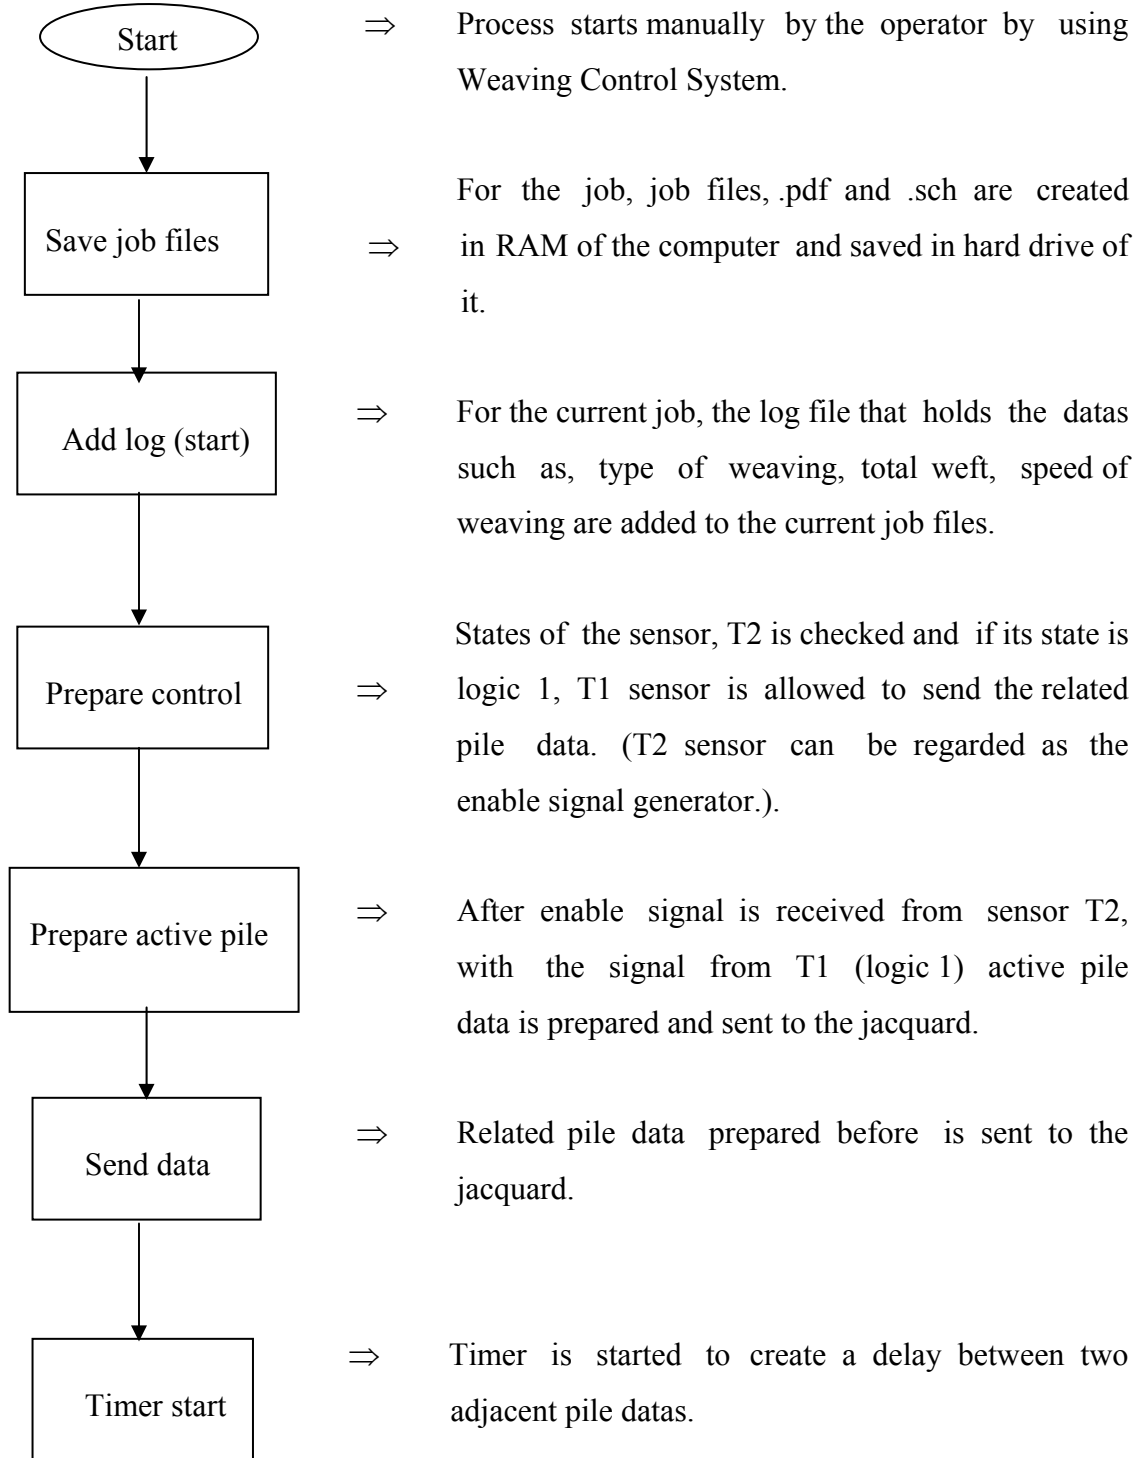 Start
⇒ Process starts manually by the operator by using
Weaving Control System.
Save job files
For the job, job files, .pdf and .sch are created
⇒ in RAM of the computer and saved in hard drive of
it.
Add log (start)
⇒ For the current job, the log file that holds the datas
such as, type of weaving, total weft, speed of
weaving are added to the current job files.
Prepare control
States of the sensor, T2 is checked and if its state is
⇒ logic 1, T1 sensor is allowed to send the related
pile data. (T2 sensor can be regarded as the
enable signal generator.).
Prepare active pile
⇒ After enable signal is received from sensor T2,
with the signal from T1 (logic 1) active pile
data is prepared and sent to the jacquard.
Send data
⇒ Related pile data prepared before is sent to the
jacquard.
Timer start
⇒ Timer is started to create a delay between two
adjacent pile datas.